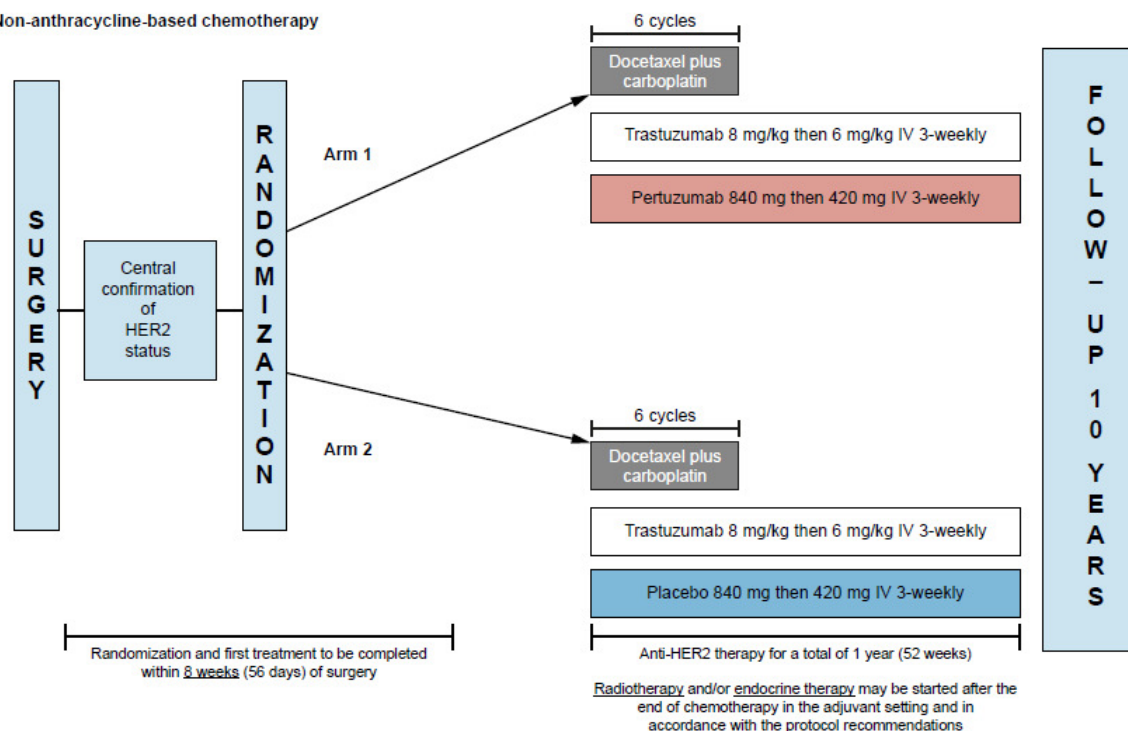 Non-anthracycline-based chemotherapy
SURGERY
Central
confirmation
of
HER2
status
RANDOMIZATION
Arm 1
6 cycles
Docetaxel plus
carboplatin
Trastuzumab 8 mg/kg then 6 mg/kg IV 3-weekly
Pertuzumab 840 mg then 420 mg IV 3-weekly
Arm 2
6 cycles
Docetaxel plus
carboplatin
Trastuzumab 8 mg/kg then 6 mg/kg IV 3-weekly
Placebo 840 mg then 420 mg IV 3-weekly
FOLLOW–UP 10 YEARS
Randomization and first treatment to be completed
within 8 weeks (56 days) of surgery
Anti-HER2 therapy for a total of 1 year (52 weeks)
Radiotherapy and/or endocrine therapy may be started after the
end of chemotherapy in the adjuvant setting and in
accordance with the protocol recommendations